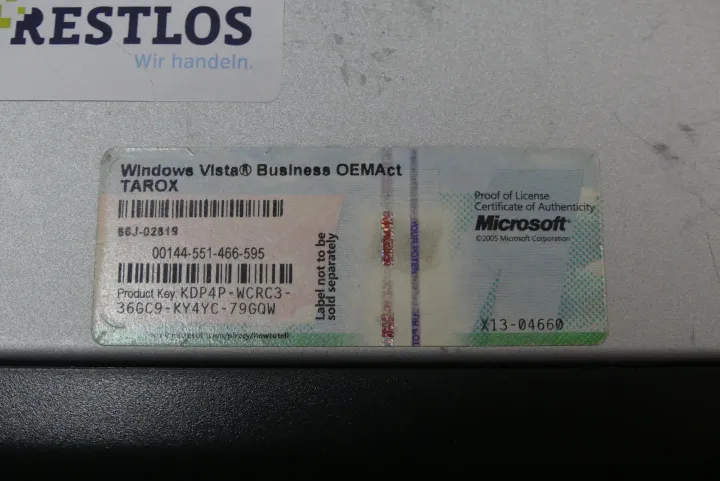 RESTLOS
Wir handeln.
Windows Vista® Business OEMAct
TAROX
66J-02819
00144-551-466-595
Product Key: KDP4P-WCRC3-
36GC9-KY4YC-79GQW
Label not to be
sold separately
Proof of License
Certificate of Authenticity
Microsoft®
©2005 Microsoft Corporation
X13-04660